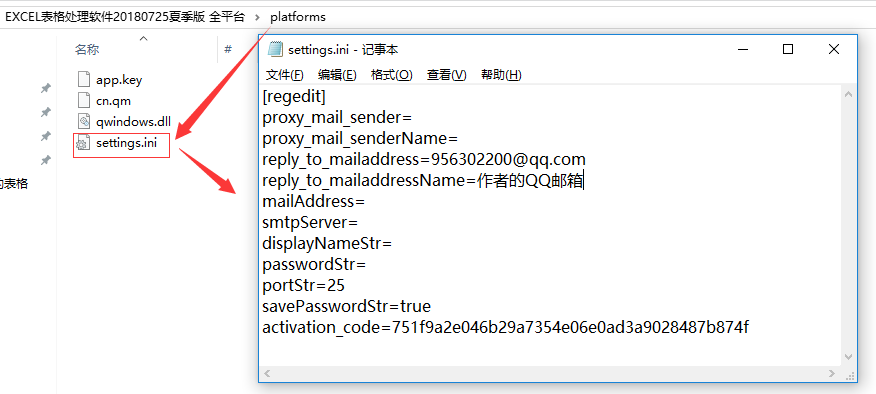 EXCEL表格处理软件20180725夏季版 全平台 > platforms
名称 #
app.key
cn.qm
qwindows.dll
settings.ini
的表格
settings.ini - 记事本
文件(F) 编辑(E) 格式(O) 查看(V) 帮助(H)
[regedit]
proxy_mail_sender=
proxy_mail_senderName=
reply_to_mailaddress=956302200@qq.com
reply_to_mailaddressName=作者的QQ邮箱
mailAddress=
smtpServer=
displayNameStr=
passwordStr=
portStr=25
savePasswordStr=true
activation_code=751f9a2e046b29a7354e06e0ad3a9028487b874f